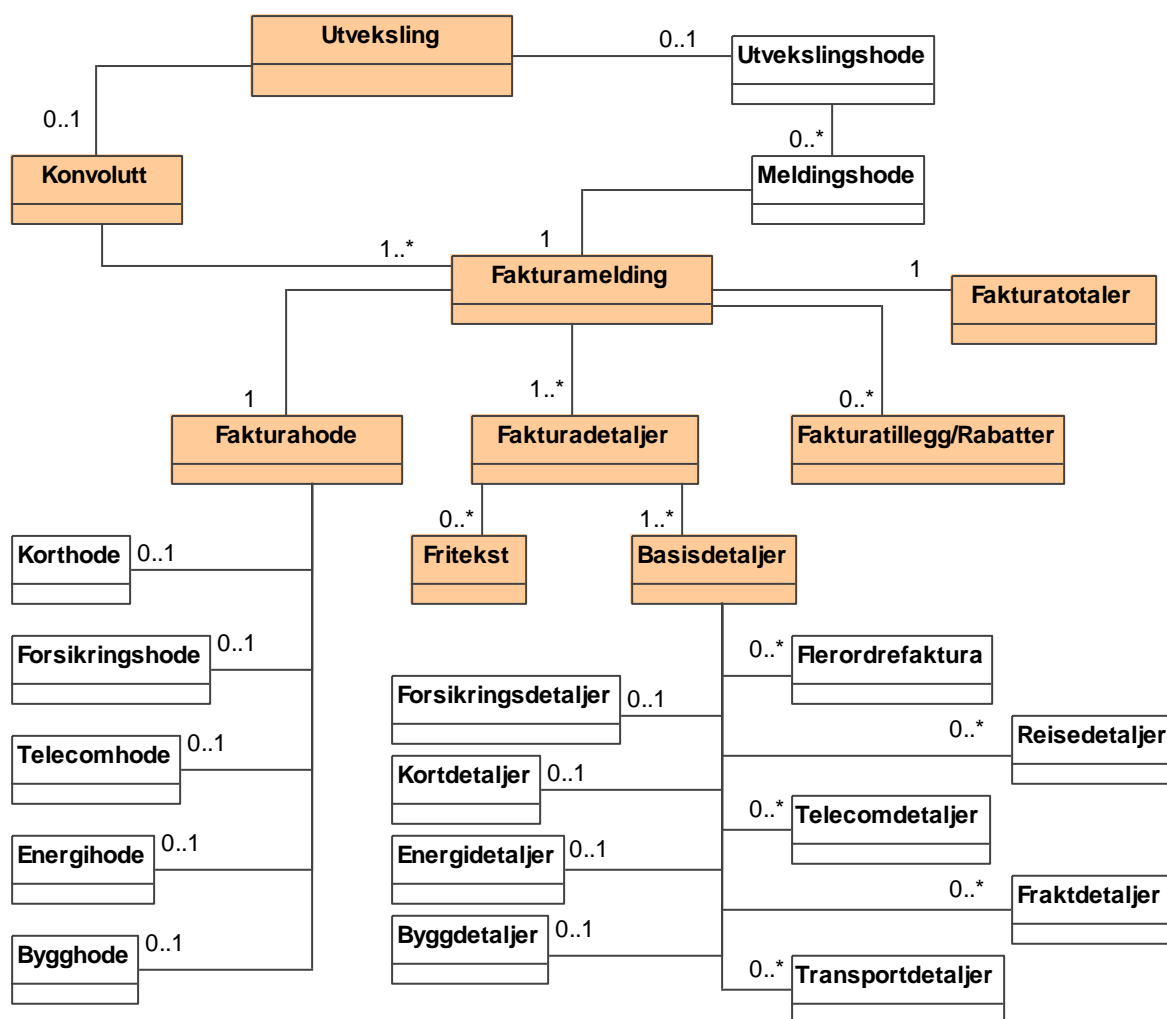 Utveksling
0..1
Utvekslingshode
0..1
0..*
Konvolutt
Meldingshode
1..*
1
Fakturamelding
1
Fakturatotaler
1
1..*
0..*
Fakturahode
Fakturadetaljer
Fakturatillegg/Rabatter
0..*
1..*
Korthode
0..1
Fritekst
Basisdetaljer
Forsikringshode
0..1
0..*
Flerordrefaktura
Forsikringsdetaljer
0..1
0..*
Reisedetaljer
Telecomhode
0..1
Kortdetaljer
0..1
0..*
Telecomdetaljer
Energihode
0..1
Energidetaljer
0..1
0..*
Fraktdetaljer
Bygghode
0..1
Byggdetaljer
0..1
0..*
Transportdetaljer